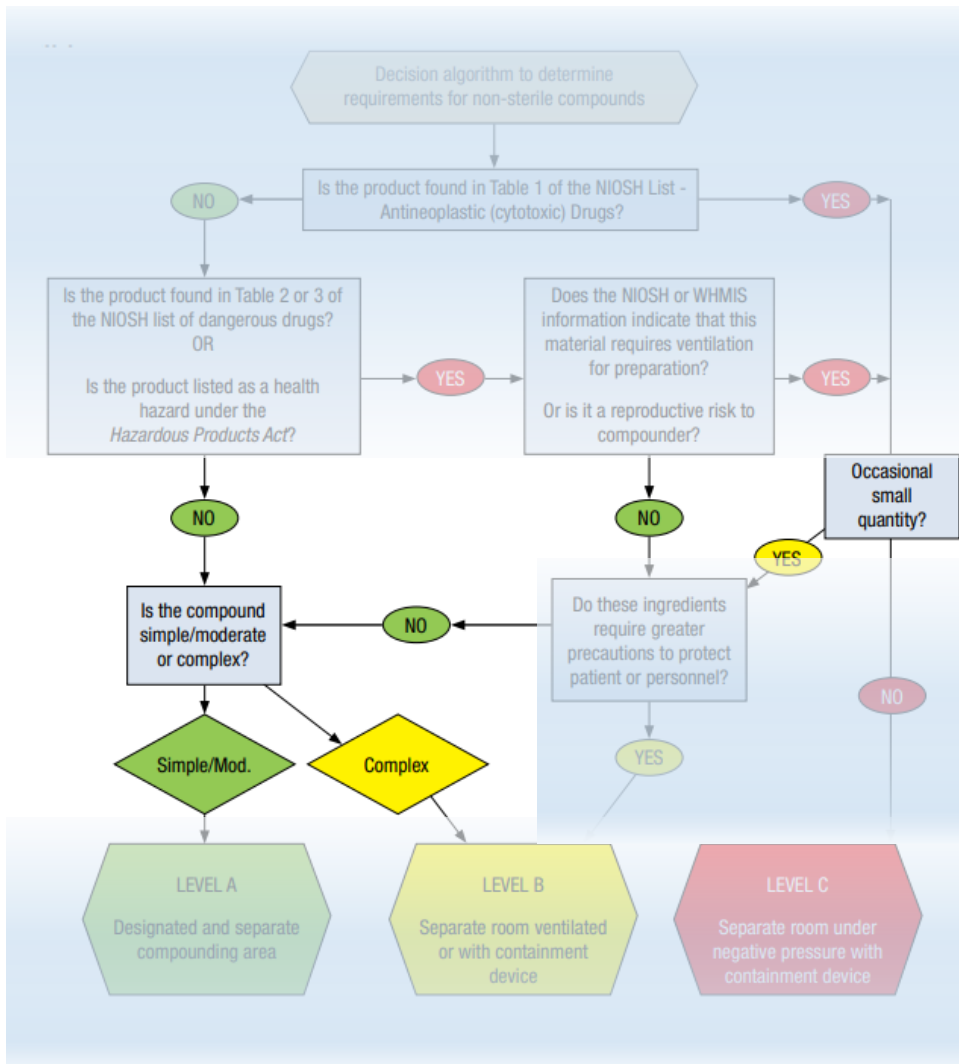 Decision algorithm to determine
requirements for non-sterile compounds
Is the product found in Table 1 of the NIOSH List -
Antineoplastic (cytotoxic) Drugs?
NO
YES
Is the product found in Table 2 or 3 of
the NIOSH list of dangerous drugs?
OR
Is the product listed as a health
hazard under the
Hazardous Products Act?
YES
Does the NIOSH or WHMIS
information indicate that this
material requires ventilation
for preparation?
Or is it a reproductive risk to
compounder?
YES
Occasional
small
quantity?
NO
NO
YES
Is the compound
simple/moderate
or complex?
NO
Do these ingredients
require greater
precautions to protect
patient or personnel?
NO
Simple/Mod.
Complex
YES
LEVEL A
Designated and separate
compounding area
LEVEL B
Separate room ventilated
or with containment
device
LEVEL C
Separate room under
negative pressure with
containment device